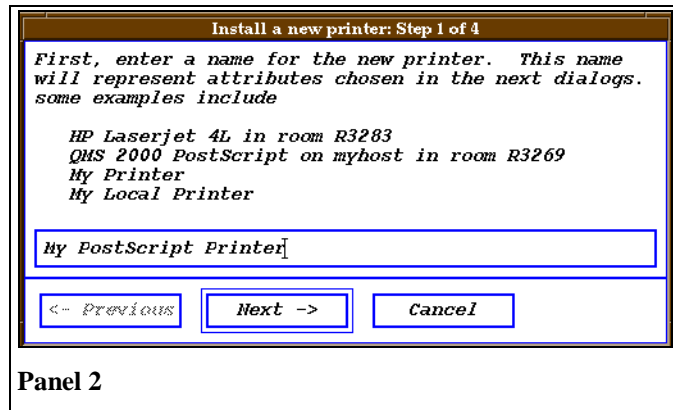 Install a new printer: Step 1 of 4
First, enter a name for the new printer.  This name
will represent attributes chosen in the next dialogs.
some examples include
HP Laserjet 4L in room R3283
QMS 2000 PostScript on myhost in room R3269
My Printer
My Local Printer
My PostScript Printer
<- Previous Next -> Cancel
Panel 2